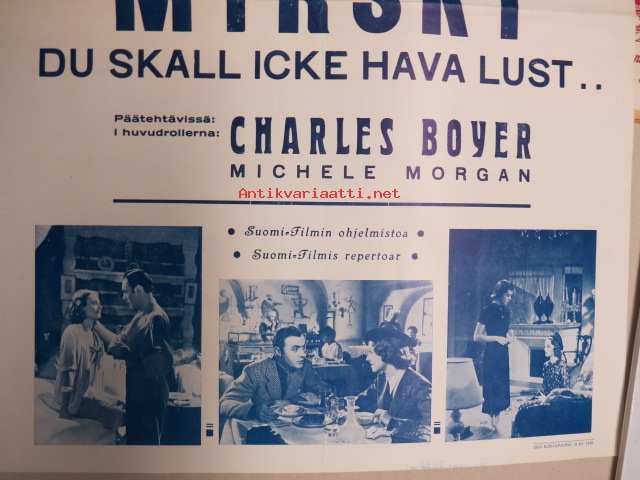 MYRSKY
DU SKALL ICKE HAVA LUST..
Päätehtävissä:
I huvudrollerna:
CHARLES BOYER
MICHELE MORGAN
Antikvariaatti.net
• Suomi-Filmin ohjelmistoa •
• Suomi-Filmis repertoar •